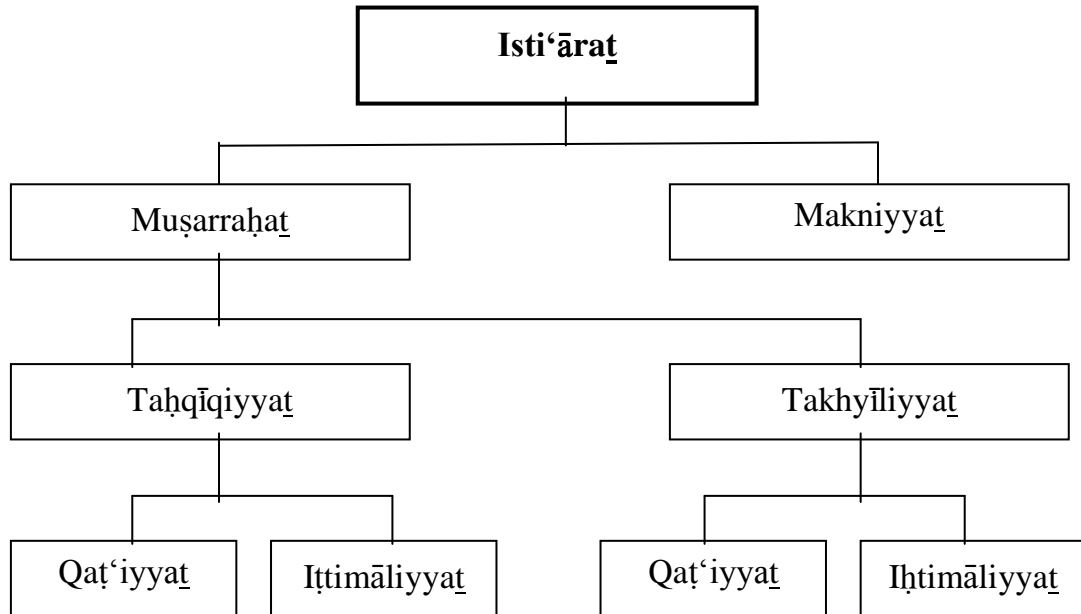 Isti‘ārat̲
Muṣarraḥat̲
Makniyyat̲
Taḥqīqiyyat̲
Takhyīliyyat̲
Qaṭ‘iyyat̲
Iṭtimāliyyat̲
Qaṭ‘iyyat̲
Iḥtimāliyyat̲